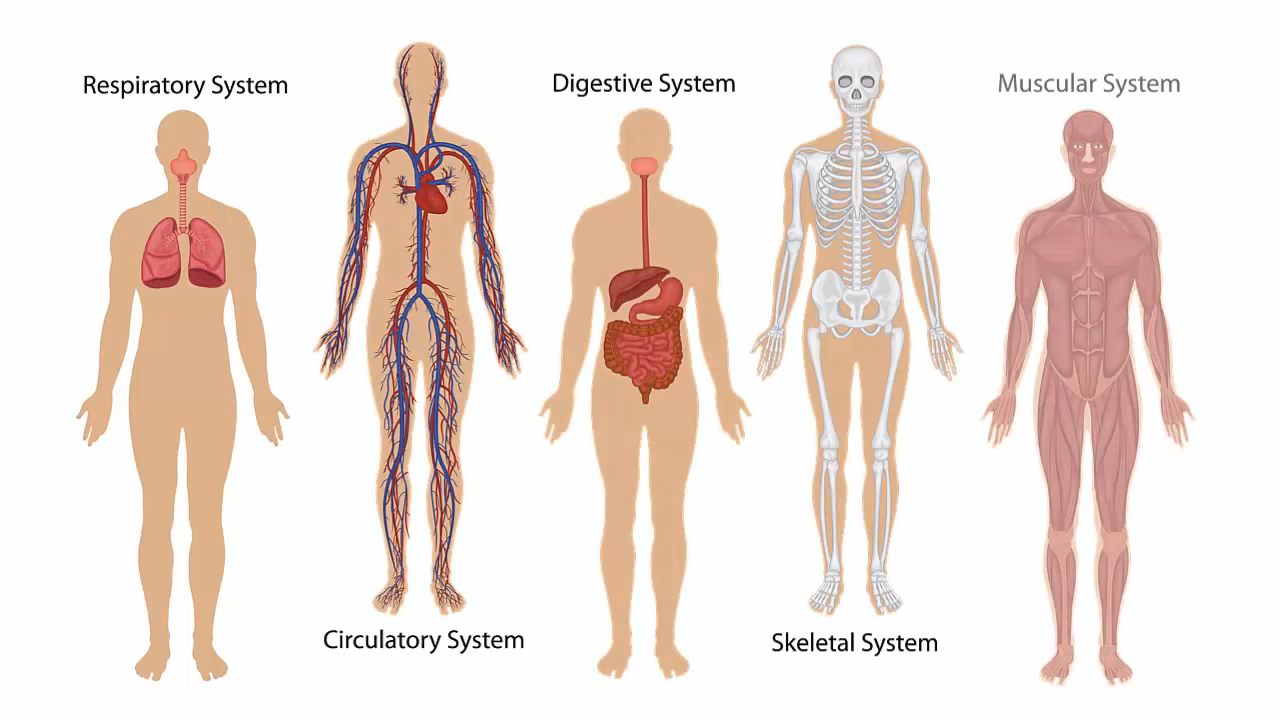 Respiratory System
Circulatory System
Digestive System
Skeletal System
Muscular System